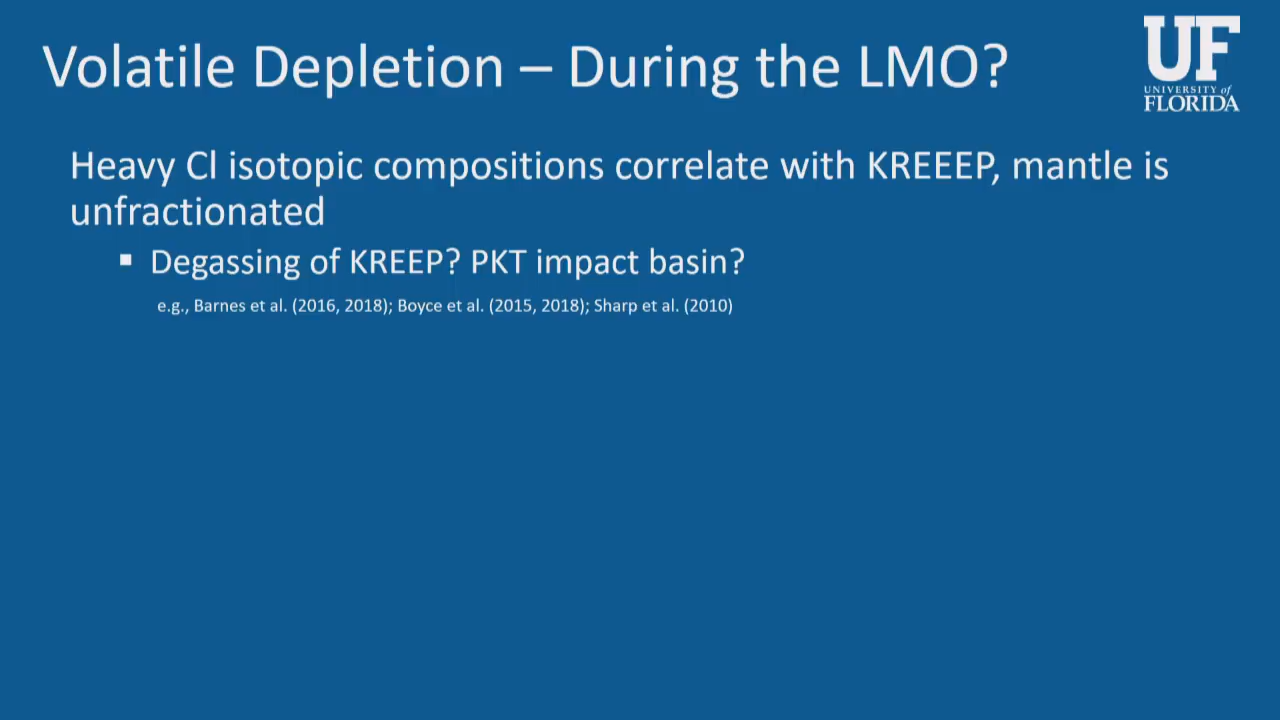 Volatile Depletion – During the LMO?
UF
UNIVERSITY of
FLORIDA
Heavy Cl isotopic compositions correlate with KREEEP, mantle is
unfractionated
▪ Degassing of KREEP? PKT impact basin?
e.g., Barnes et al. (2016, 2018); Boyce et al. (2015, 2018); Sharp et al. (2010)